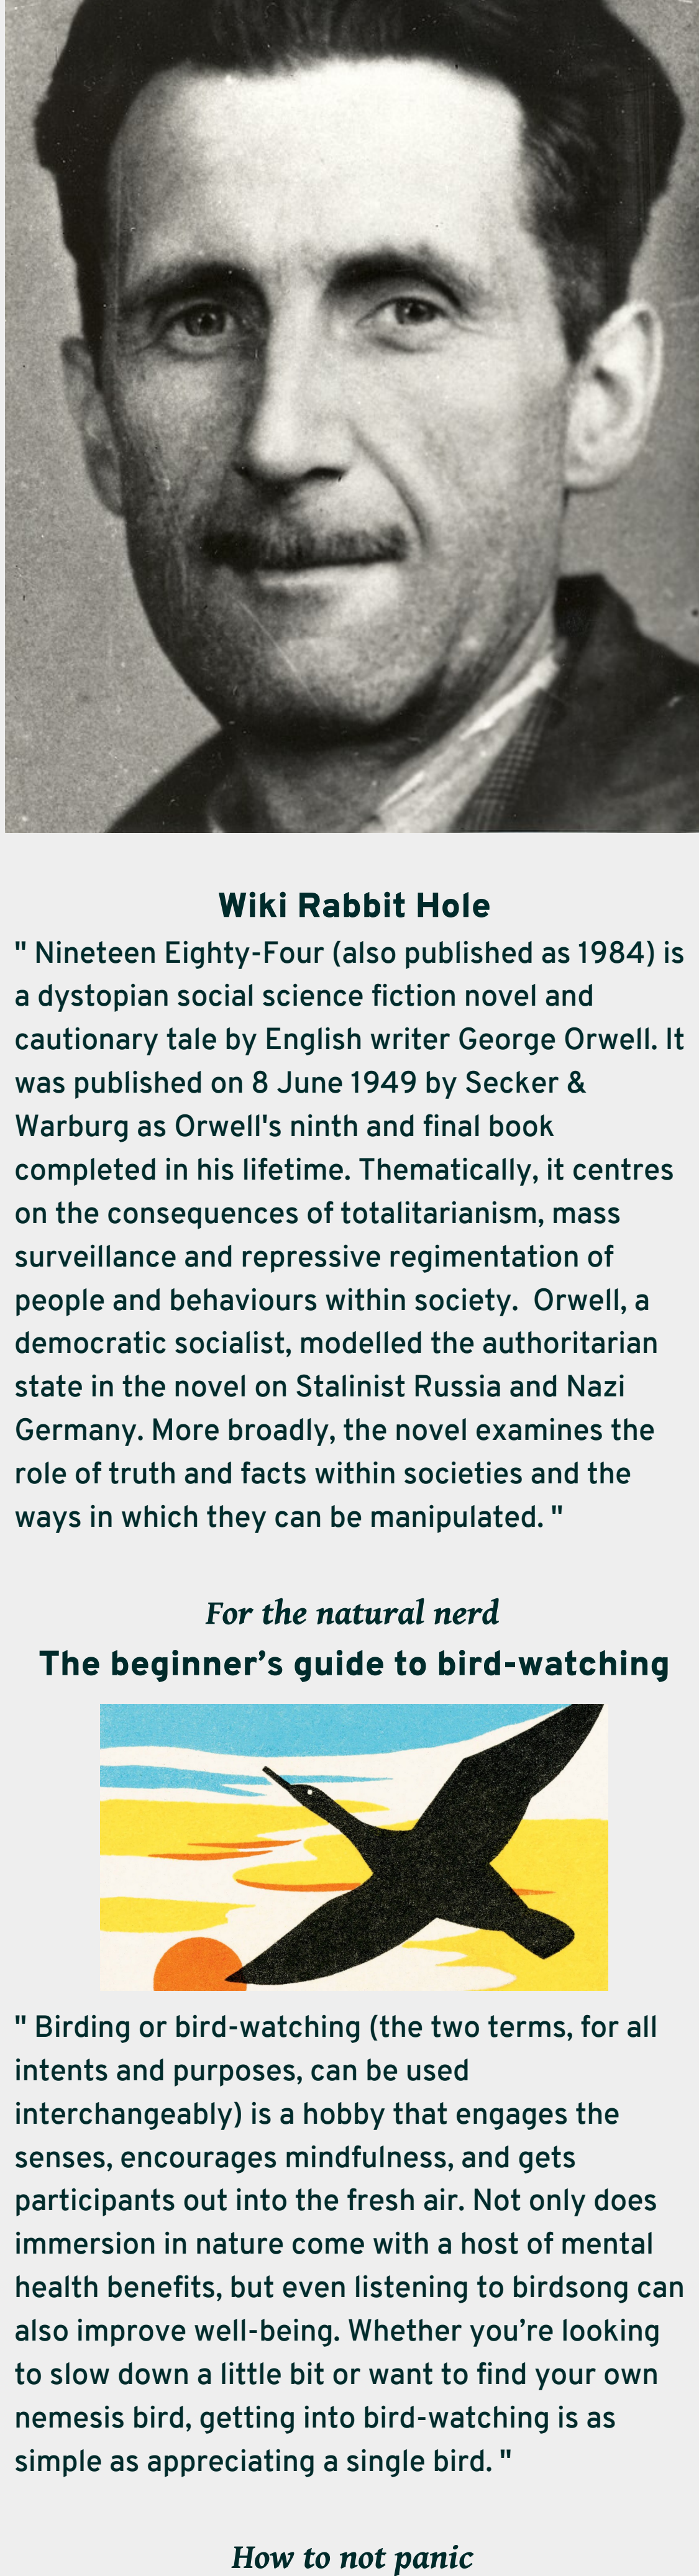 Wiki Rabbit Hole
" Nineteen Eighty-Four (also published as 1984) is
a dystopian social science fiction novel and
cautionary tale by English writer George Orwell. It
was published on 8 June 1949 by Secker &
Warburg as Orwell's ninth and final book
completed in his lifetime. Thematically, it centres
on the consequences of totalitarianism, mass
surveillance and repressive regimentation of
people and behaviours within society.  Orwell, a
democratic socialist, modelled the authoritarian
state in the novel on Stalinist Russia and Nazi
Germany. More broadly, the novel examines the
role of truth and facts within societies and the
ways in which they can be manipulated. "
For the natural nerd
The beginner’s guide to bird-watching
" Birding or bird-watching (the two terms, for all
intents and purposes, can be used
interchangeably) is a hobby that engages the
senses, encourages mindfulness, and gets
participants out into the fresh air. Not only does
immersion in nature come with a host of mental
health benefits, but even listening to birdsong can
also improve well-being. Whether you’re looking
to slow down a little bit or want to find your own
nemesis bird, getting into bird-watching is as
simple as appreciating a single bird. "
How to not panic